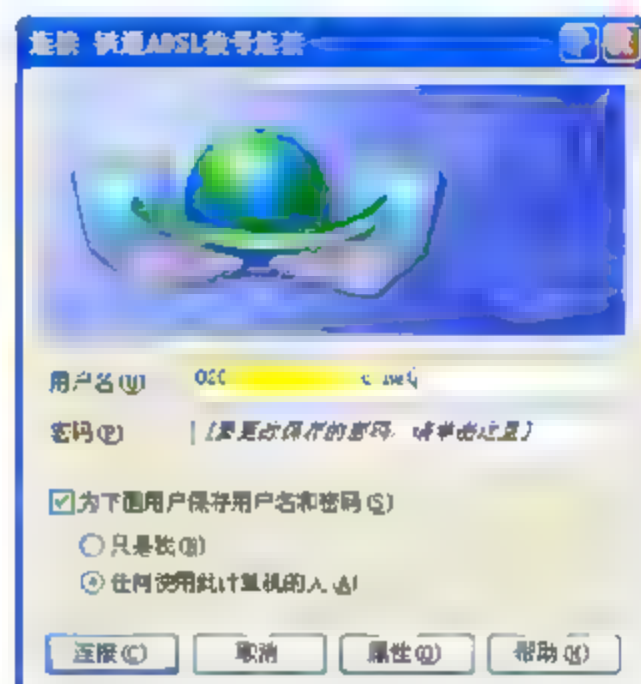 连接 铁通ADSL拨号连接
用户名(U)
密码(P) [要更改保存的密码,请单击这里]
为下面用户保存用户名和密码(S)
只是我(N)
任何使用此计算机的人(A)
连接(C) 取消 属性(O) 帮助(H)